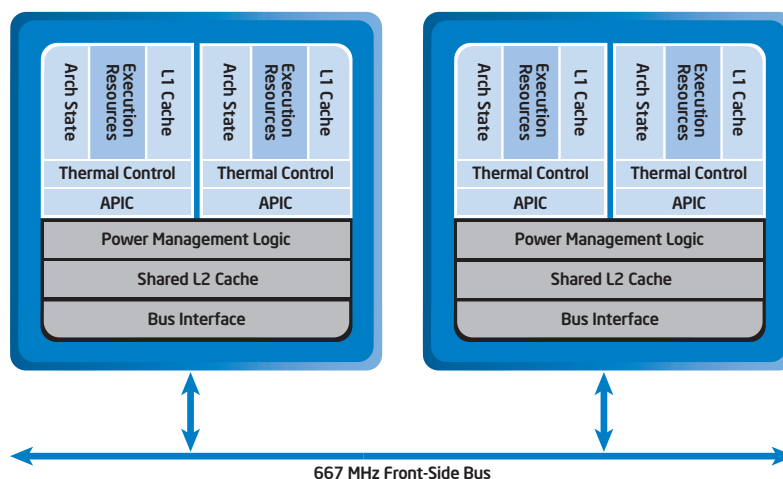 Arch State
Execution
Resources
L1 Cache
Arch State
Execution
Resources
L1 Cache
Thermal Control
Thermal Control
APIC
APIC
Power Management Logic
Shared L2 Cache
Bus Interface
Arch State
Execution
Resources
L1 Cache
Arch State
Execution
Resources
L1 Cache
Thermal Control
Thermal Control
APIC
APIC
Power Management Logic
Shared L2 Cache
Bus Interface
667 MHz Front-Side Bus